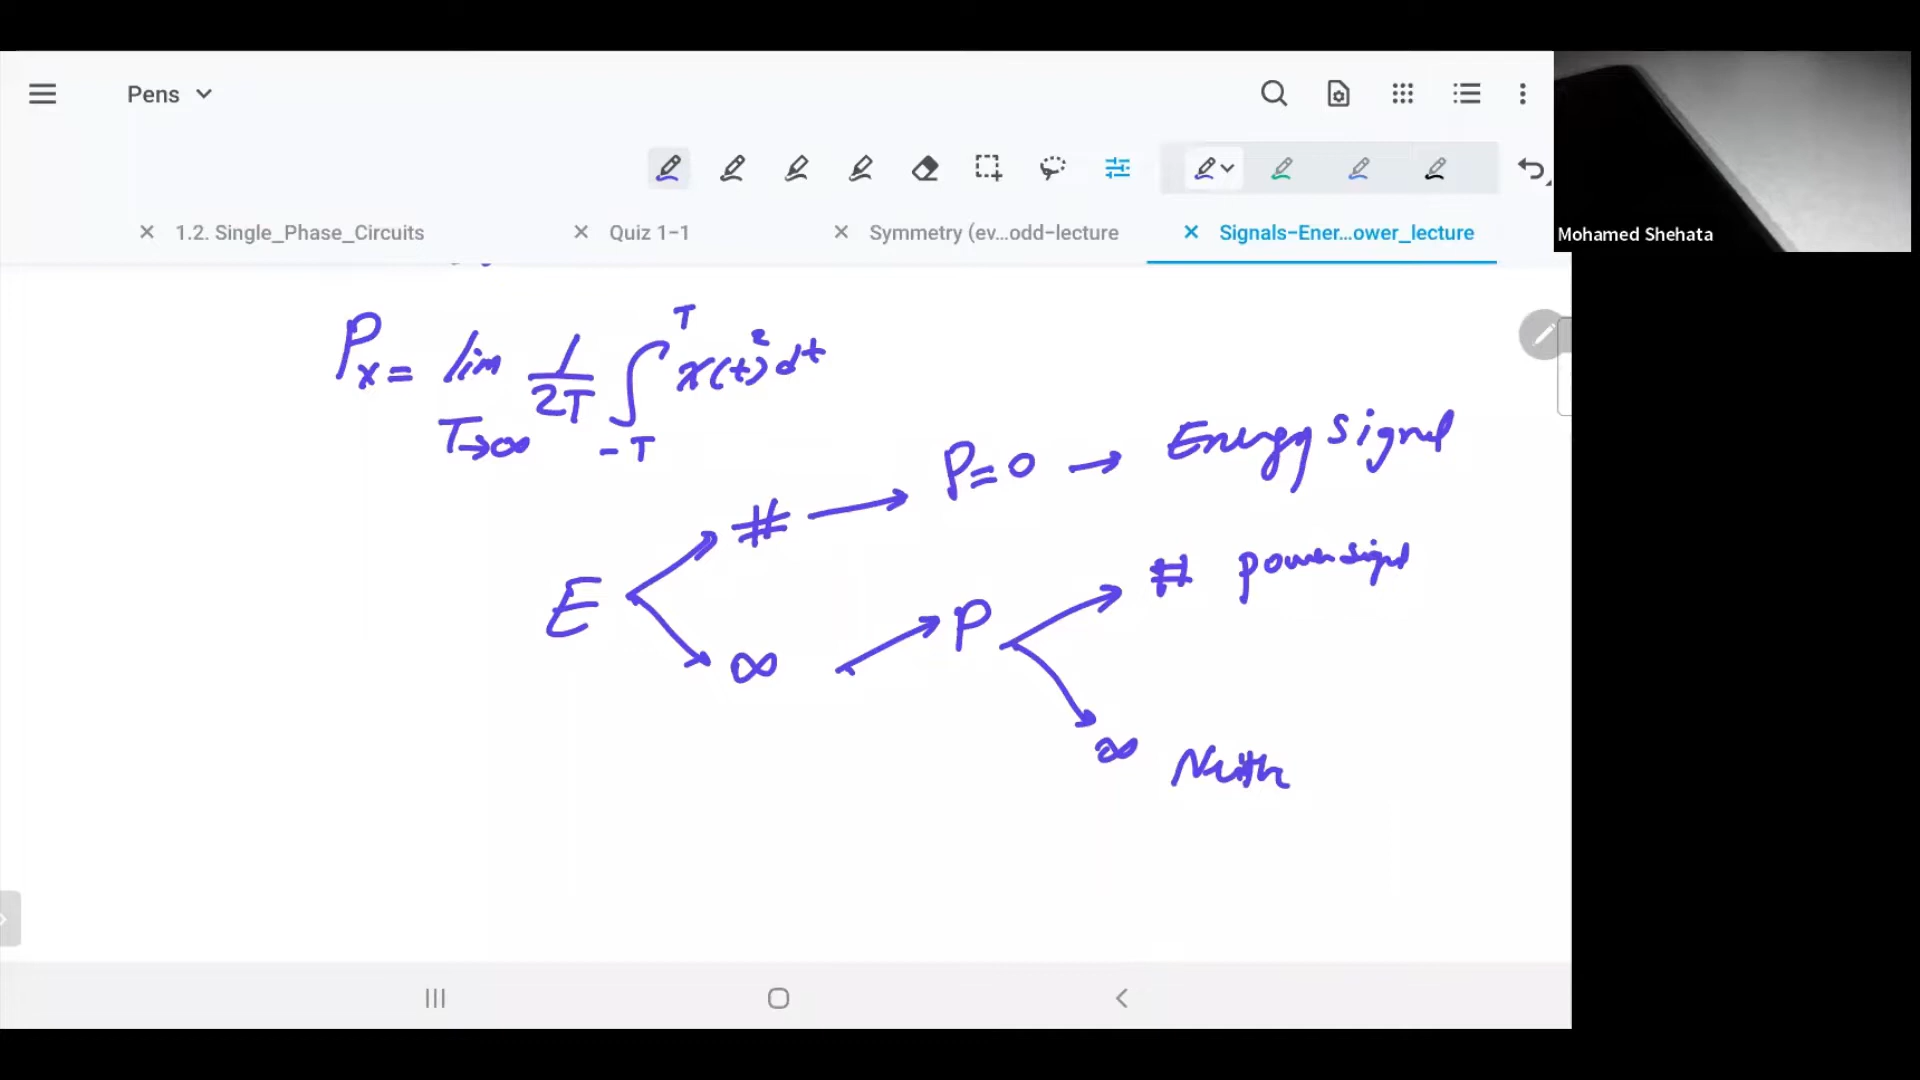 Pens
1.2. Single_Phase_Circuits
Quiz 1-1
Symmetry (ev...odd-lecture
Signals-Ener...ower_lecture
Mohamed Shehata
Pₓ = lim T→∞ 1/2T ∫ -T T x(t)² dt
E
# → P=0 → Energy signal
∞ → P
# power signal
∞